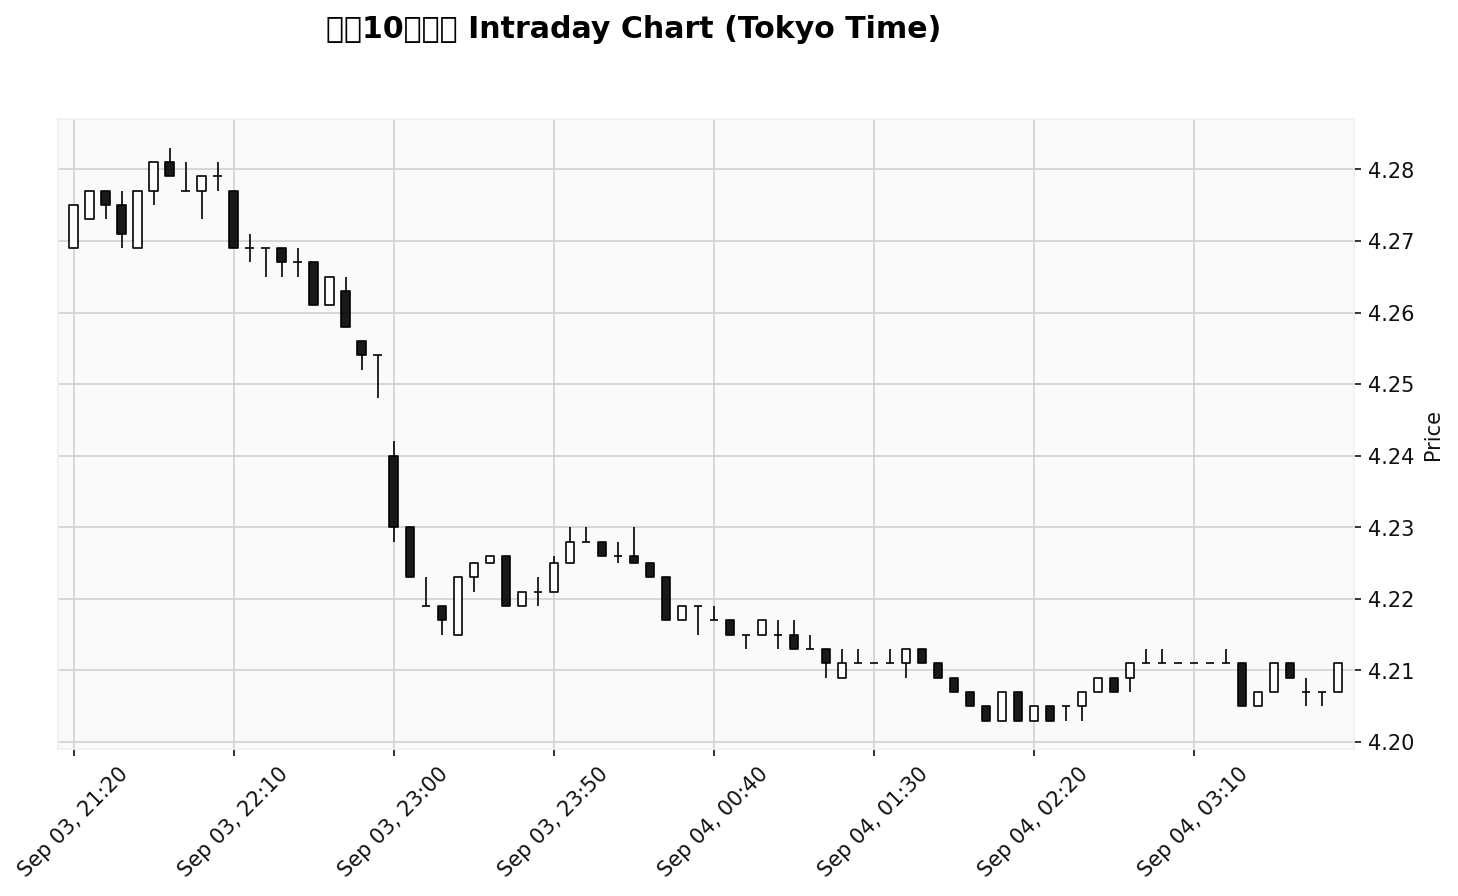 10 Intraday Chart (Tokyo Time)
4.28
4.27
4.26
4.25
4.24
4.23
4.22
4.21
4.20
Price
Sep 03, 21:20
Sep 03, 22:10
Sep 03, 23:00
Sep 03, 23:50
Sep 04, 00:40
Sep 04, 01:30
Sep 04, 02:20
Sep 04, 03:10